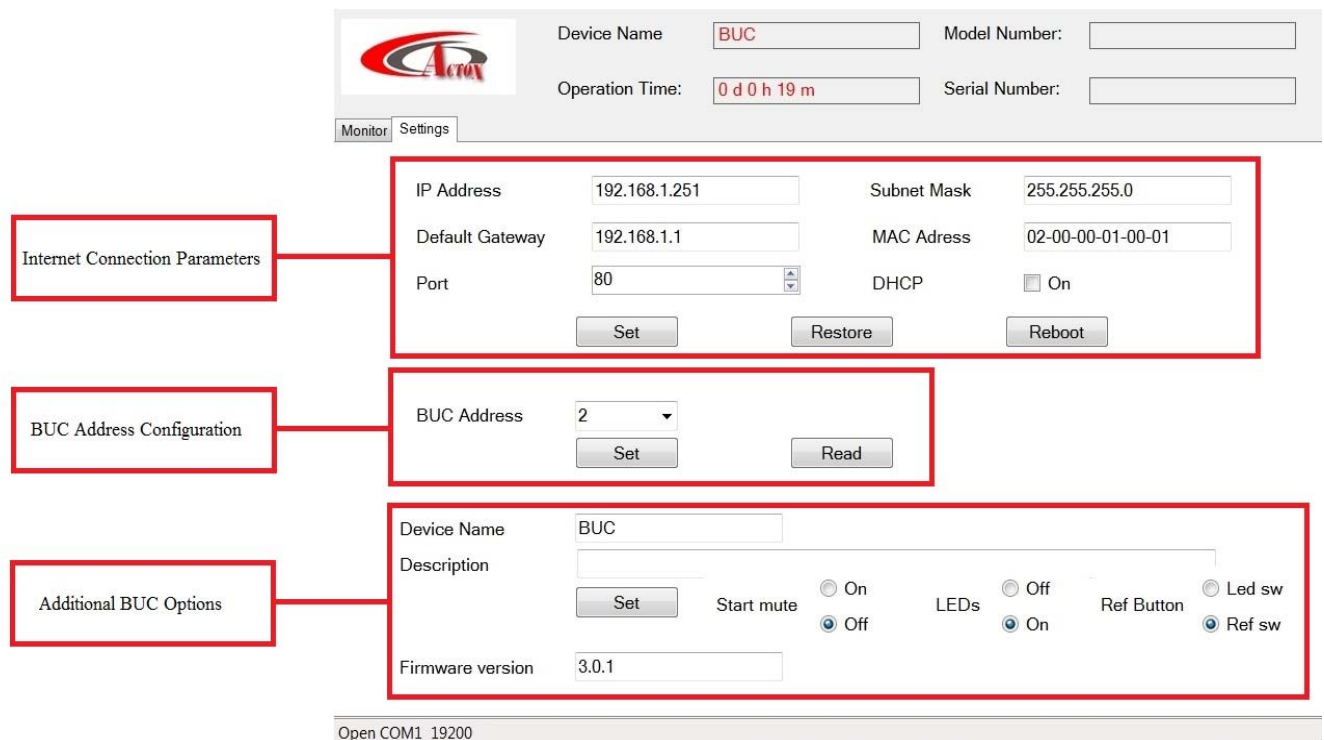 Device Name BUC Model Number:
Acrox
Operation Time: 0 d 0 h 19 m Serial Number:
Monitor Settings
IP Address 192.168.1.251 Subnet Mask 255.255.255.0
Default Gateway 192.168.1.1 MAC Adress 02-00-00-01-00-01
Internet Connection Parameters
Port 80 DHCP On
Set Restore Reboot
BUC Address 2
BUC Address Configuration
Set Read
Device Name BUC
Description
Additional BUC Options
On Off Led sw
Set Start mute LEDs Ref Button
Off On Ref sw
Firmware version 3.0.1
Open COM1 19200